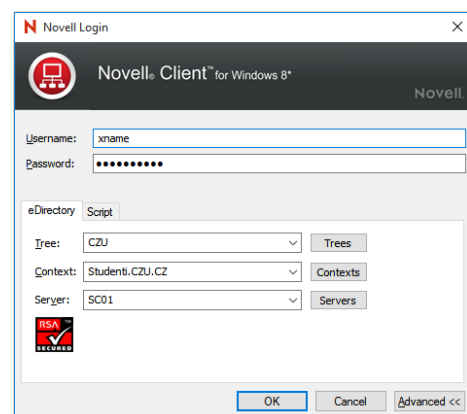 N Novell Login
Novell® Client™ for Windows 8*
Novell.
Username: xname
Password: ••••••••••
eDirectory Script
Tree: CZU Trees
Context: Studenti.CZU.CZ Contexts
Server: SC01 Servers
RSA™
SECURED
OK Cancel Advanced <<